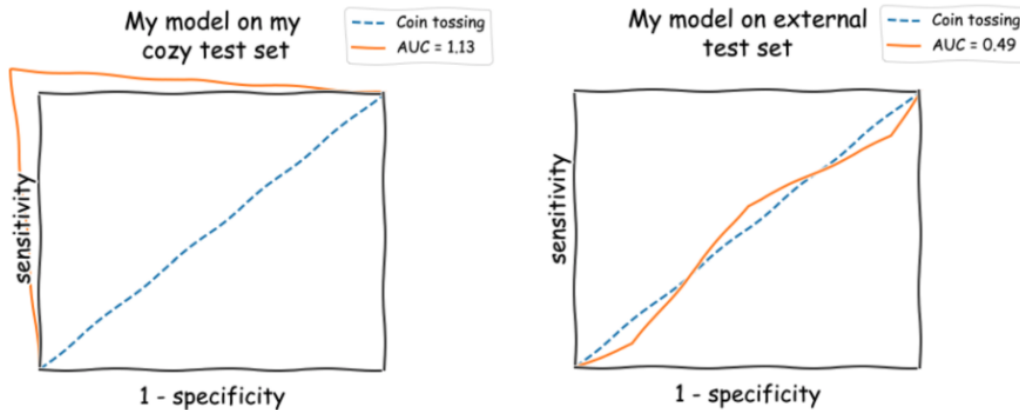 My model on my
cozy test set
Coin tossing
AUC = 1.13
sensitivity
1 - specificity
My model on external
test set
Coin tossing
AUC = 0.49
sensitivity
1 - specificity